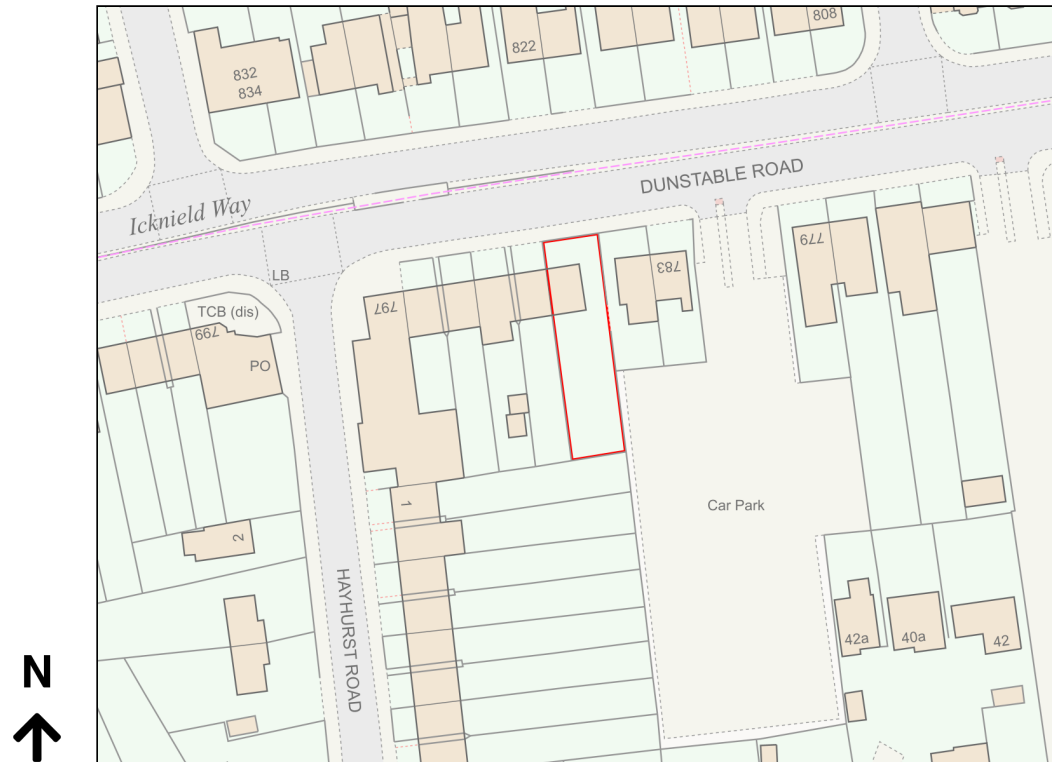 808
822
832
834
DUNSTABLE ROAD
Icknield Way
779
783
LB
797
TCB (dis)
799
PO
1
Car Park
2
HAYHURST ROAD
42a
40a
42
N